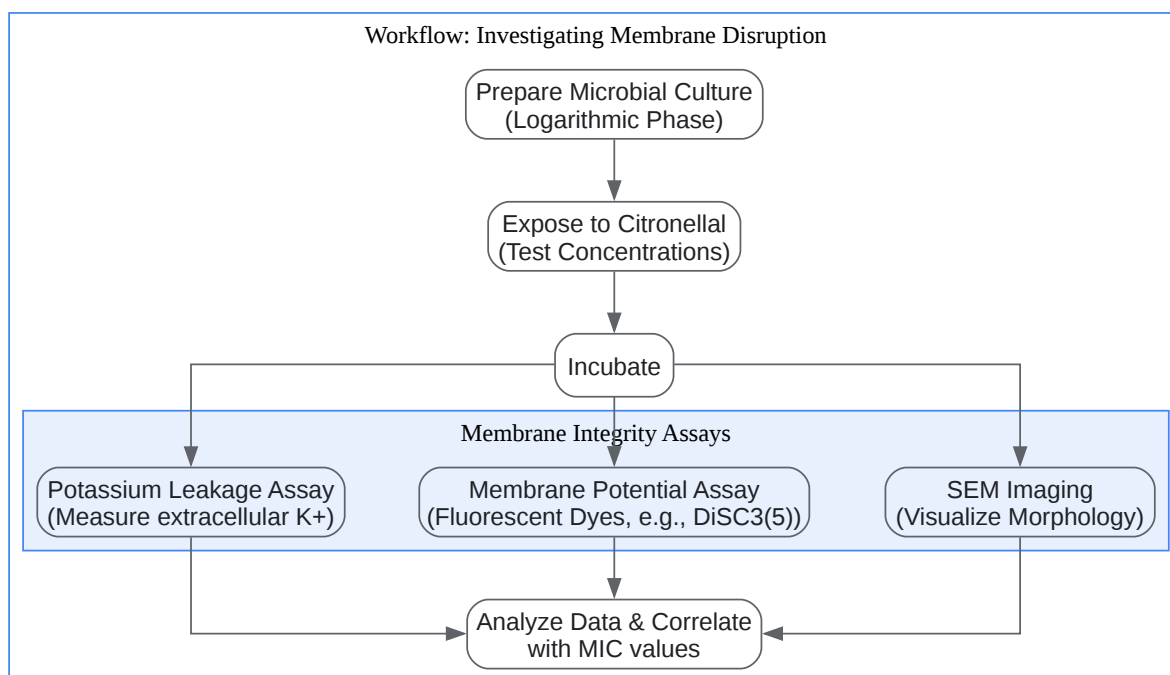 Workflow: Investigating Membrane Disruption
Prepare Microbial Culture
(Logarithmic Phase)
Expose to Citronellal
(Test Concentrations)
Incubate
Membrane Integrity Assays
Potassium Leakage Assay
(Measure extracellular K+)
Membrane Potential Assay
(Fluorescent Dyes, e.g., DiSC3(5))
SEM Imaging
(Visualize Morphology)
Analyze Data & Correlate
with MIC values